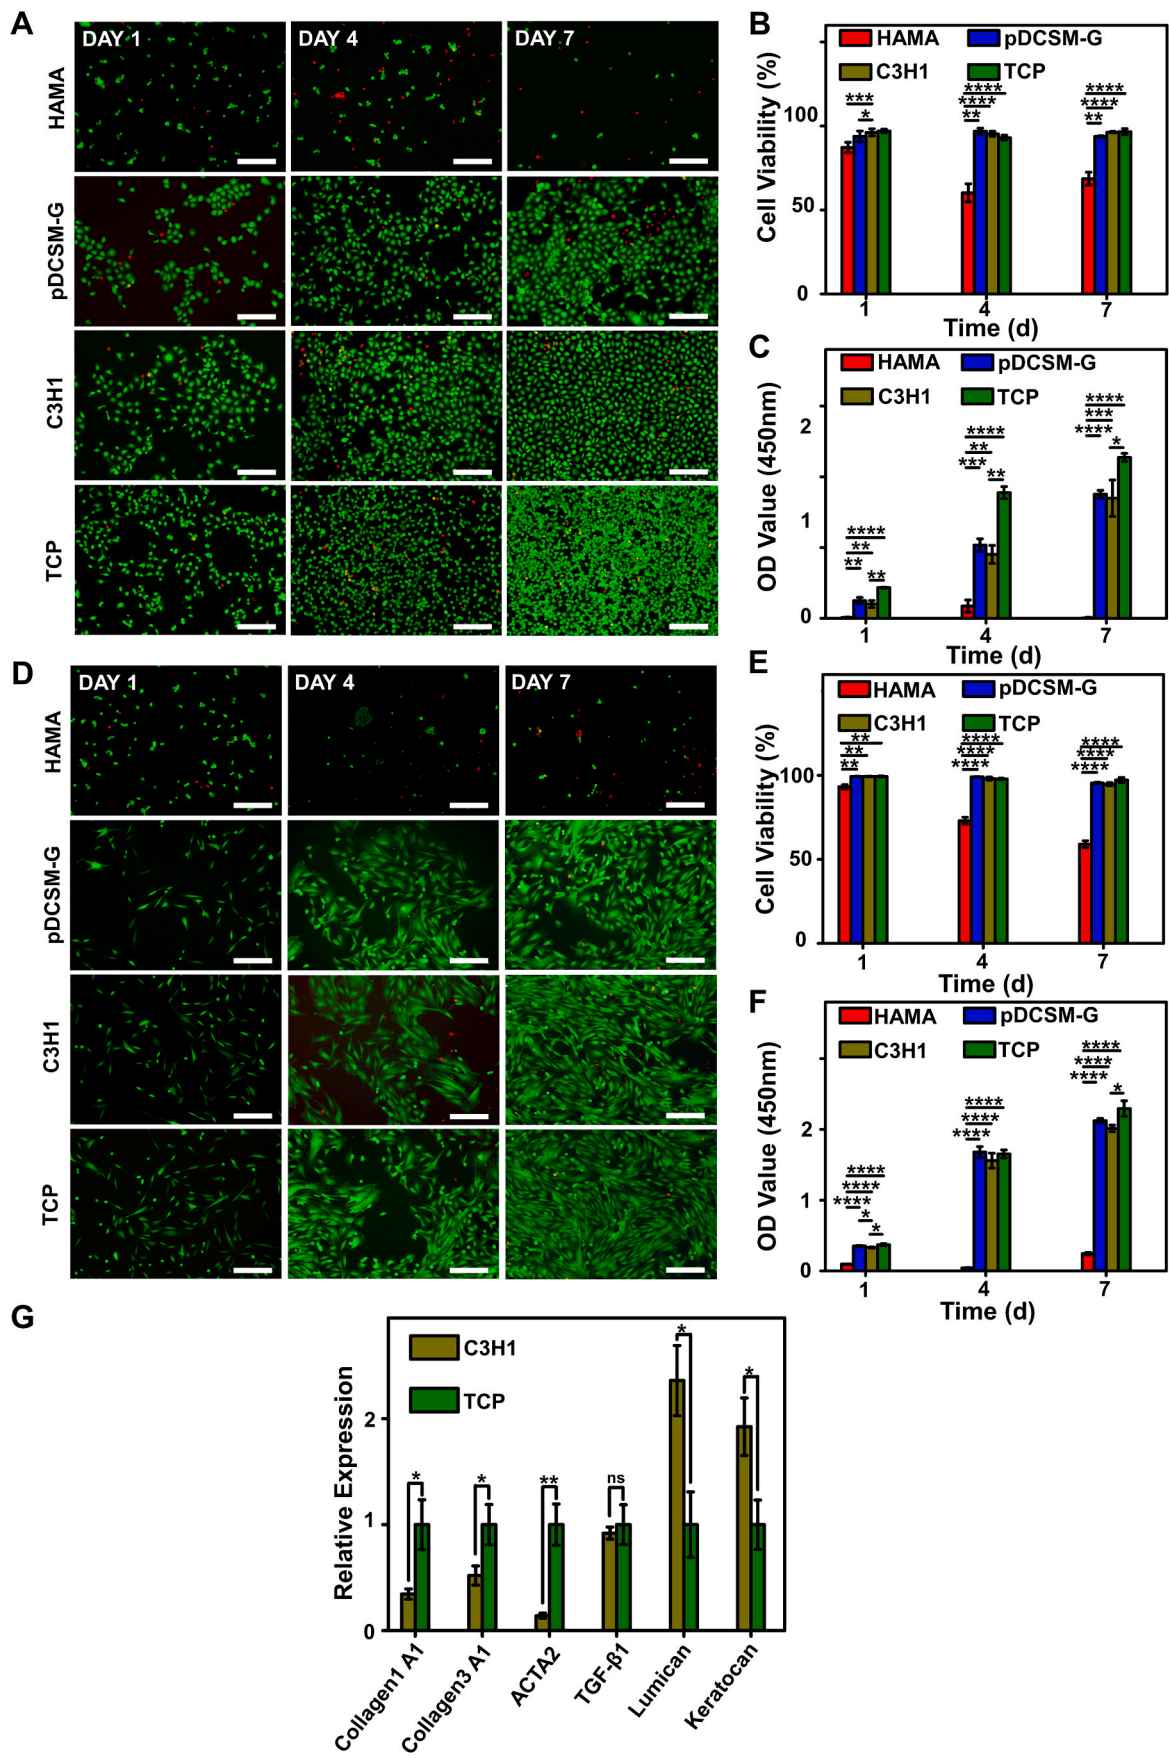 A
DAY 1
DAY 4
DAY 7
HAMA
pDCSM-G
C3H1
TCP
B
HAMA
pDCSM-G
C3H1
TCP
Cell Viability (%)
100
50
0
***
*
****
****
**
****
****
**
1
4
7
Time (d)
C
HAMA
pDCSM-G
C3H1
TCP
OD Value (450nm)
2
1
0
****
**
**
**
****
**
***
**
****
***
****
*
1
4
7
Time (d)
D
DAY 1
DAY 4
DAY 7
HAMA
pDCSM-G
C3H1
TCP
E
HAMA
pDCSM-G
C3H1
TCP
Cell Viability (%)
100
50
0
**
**
**
****
****
****
****
****
****
1
4
7
Time (d)
F
HAMA
pDCSM-G
C3H1
TCP
OD Value (450nm)
2
1
0
****
****
****
*
*
****
****
****
****
****
****
*
1
4
7
Time (d)
G
C3H1
TCP
Relative Expression
2
1
0
*
*
**
ns
*
*
Collagen1 A1
Collagen3 A1
ACTA2
TGF-β1
Lumican
Keratocan